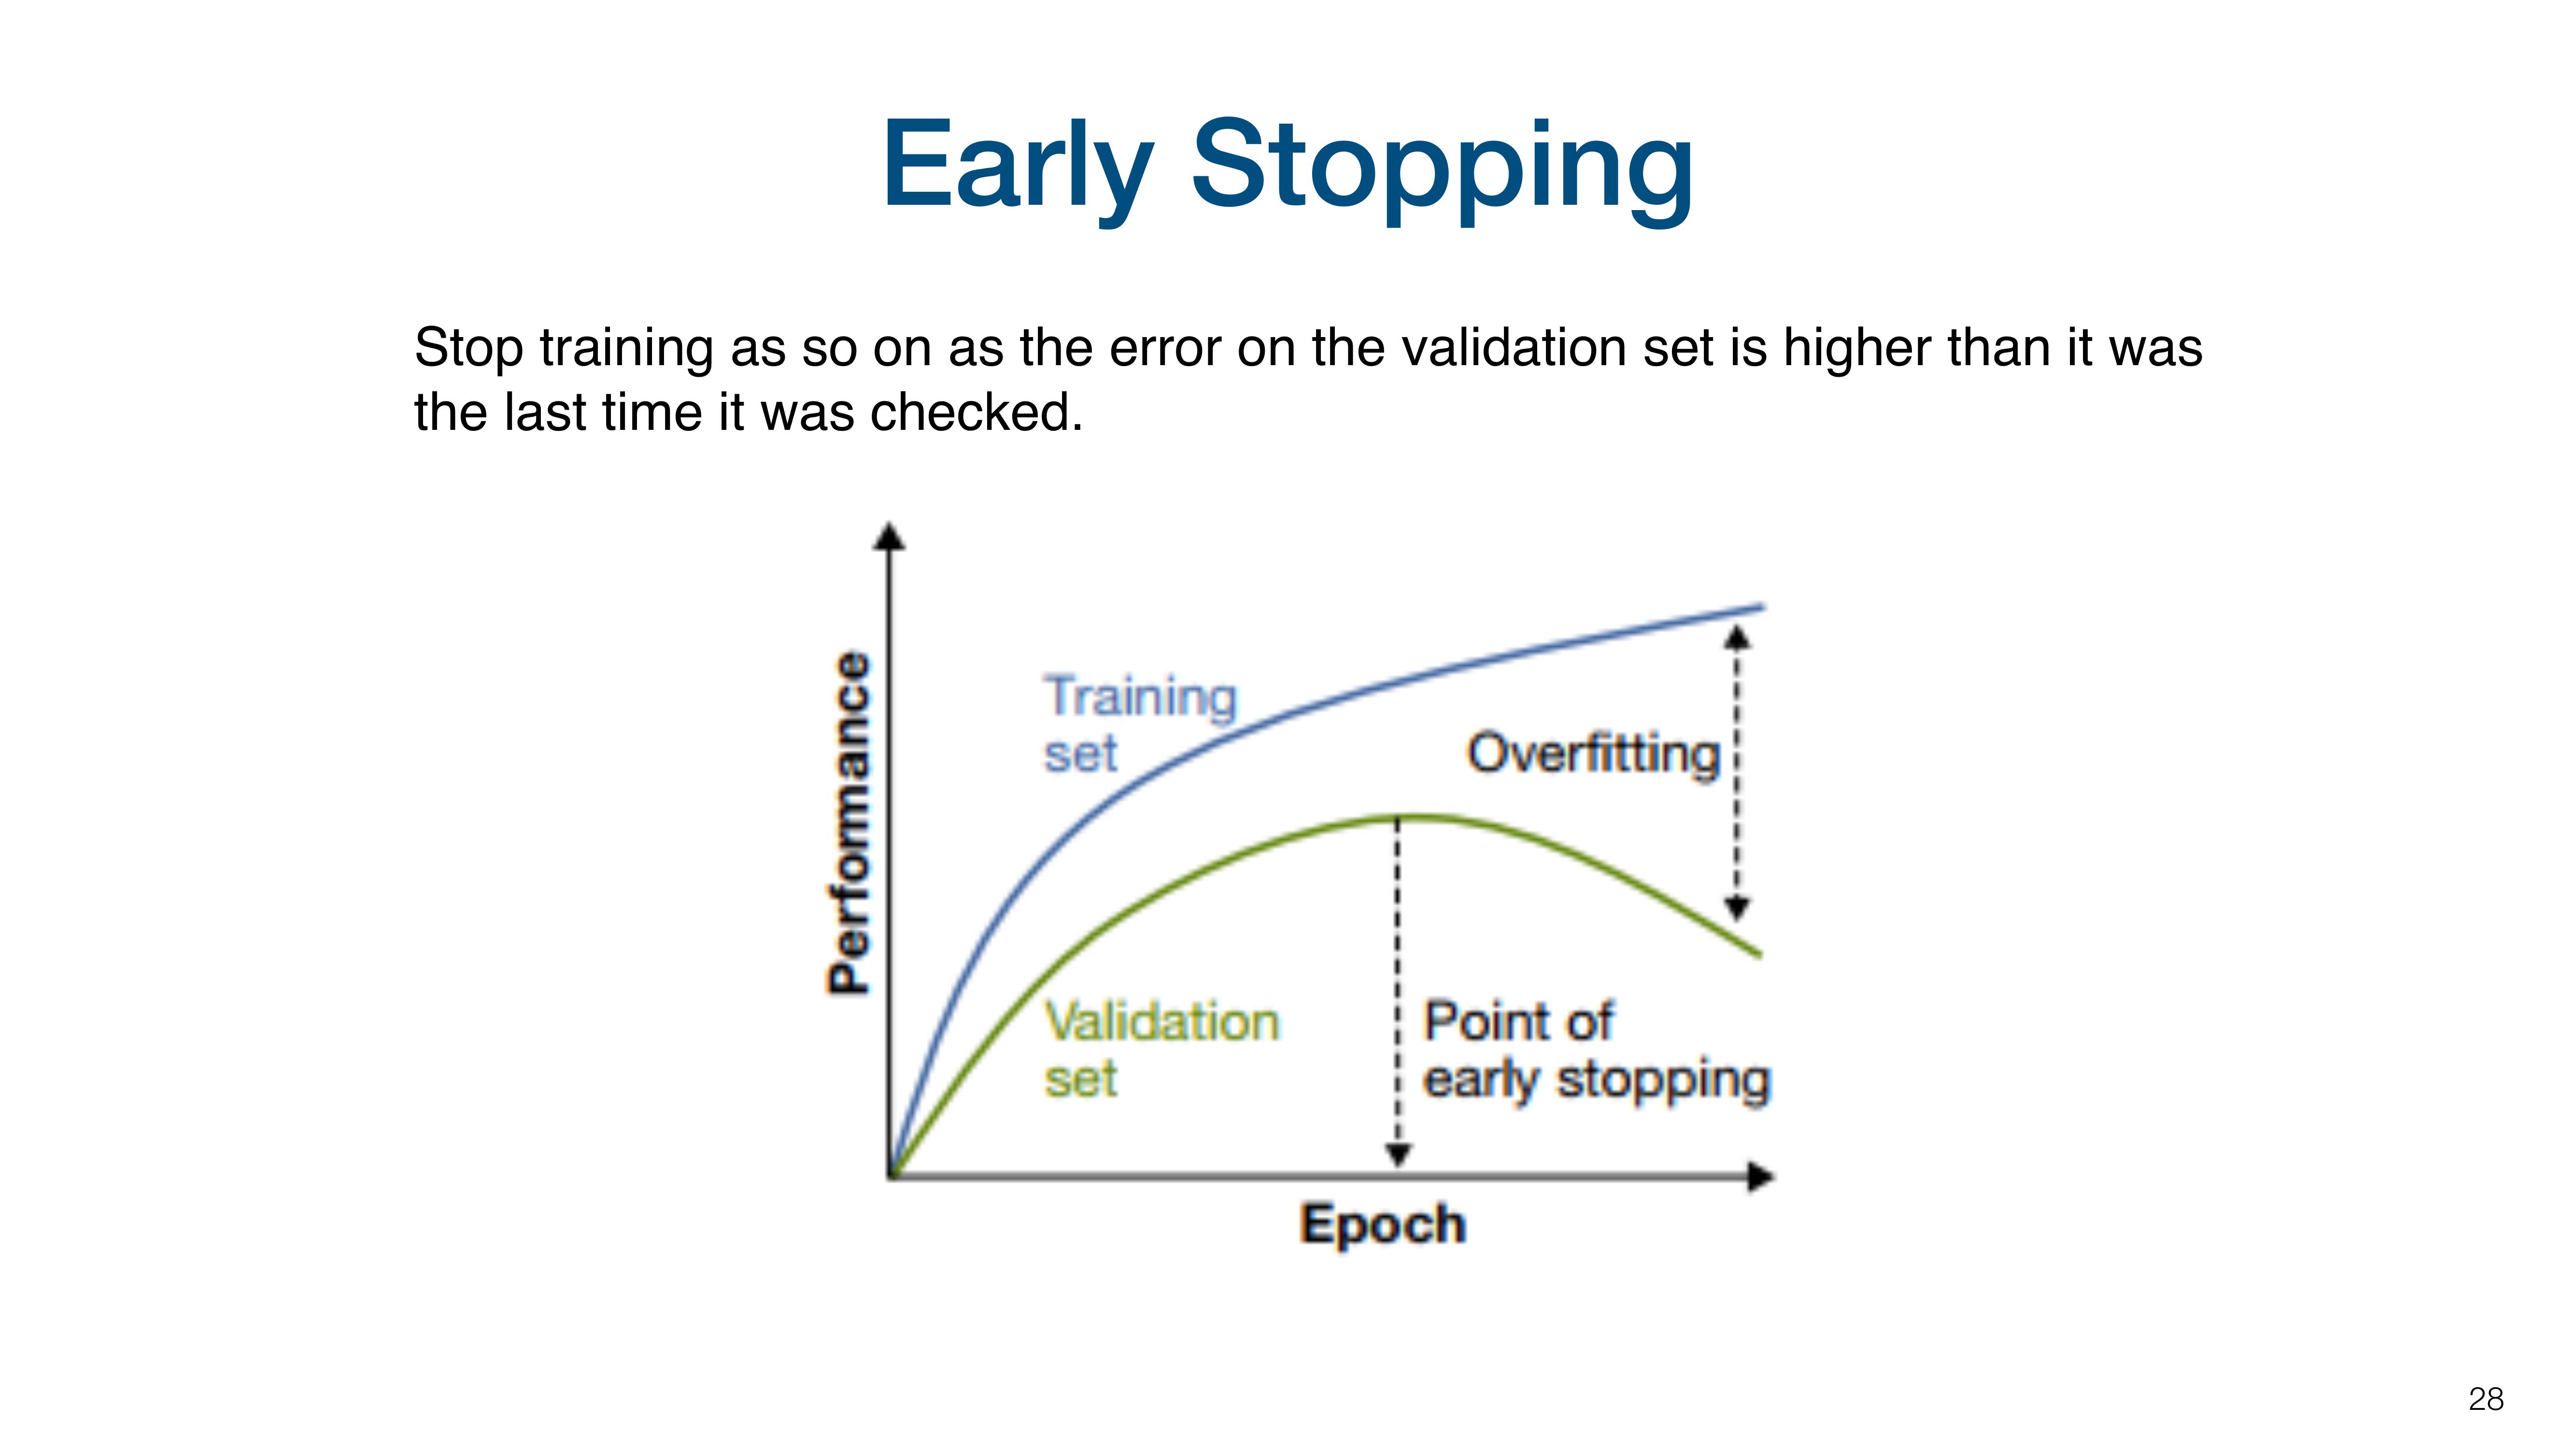 Early Stopping
Stop training as so on as the error on the validation set is higher than it was
the last time it was checked.
Performance
Training
set
Overfitting
Validation
set
Point of
early stopping
Epoch
28